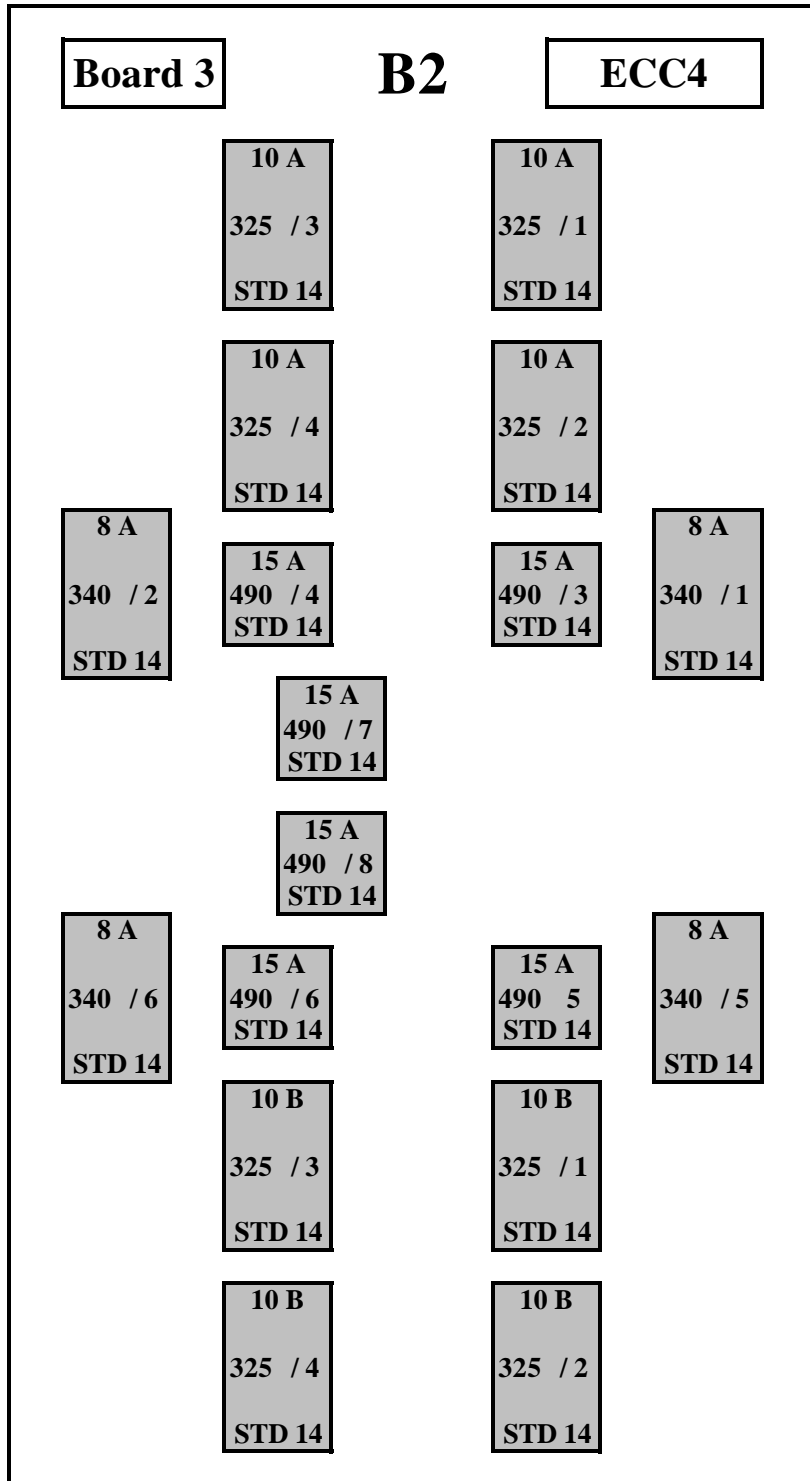 Board 3 B2 ECC4
10 A 10 A
325 / 3 325 / 1
STD 14 STD 14
10 A 10 A
325 / 4 325 / 2
STD 14 STD 14
8 A
340 / 2
STD 14
15 A
490 / 4
STD 14
15 A
490 / 3
STD 14
8 A
340 / 1
STD 14
15 A
490 / 7
STD 14
15 A
490 / 8
STD 14
8 A
340 / 6
STD 14
15 A
490 / 6
STD 14
15 A
490 5
STD 14
8 A
340 / 5
STD 14
10 B 10 B
325 / 3 325 / 1
STD 14 STD 14
10 B 10 B
325 / 4 325 / 2
STD 14 STD 14